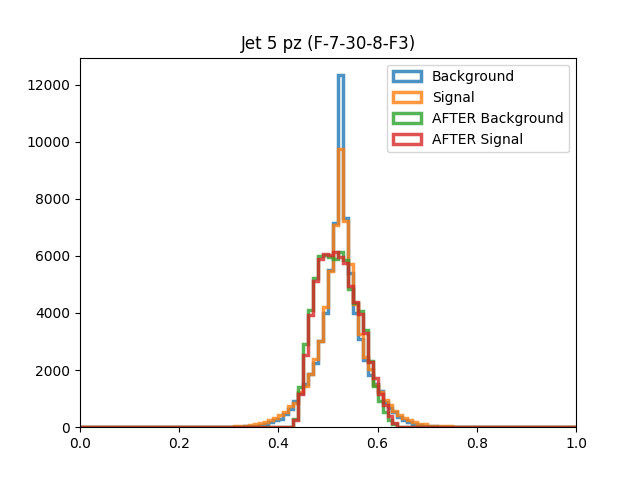 Jet 5 pz (F-7-30-8-F3)
Background
Signal
AFTER Background
AFTER Signal
12000
10000
8000
6000
4000
2000
0
0.0 0.2 0.4 0.6 0.8 1.0